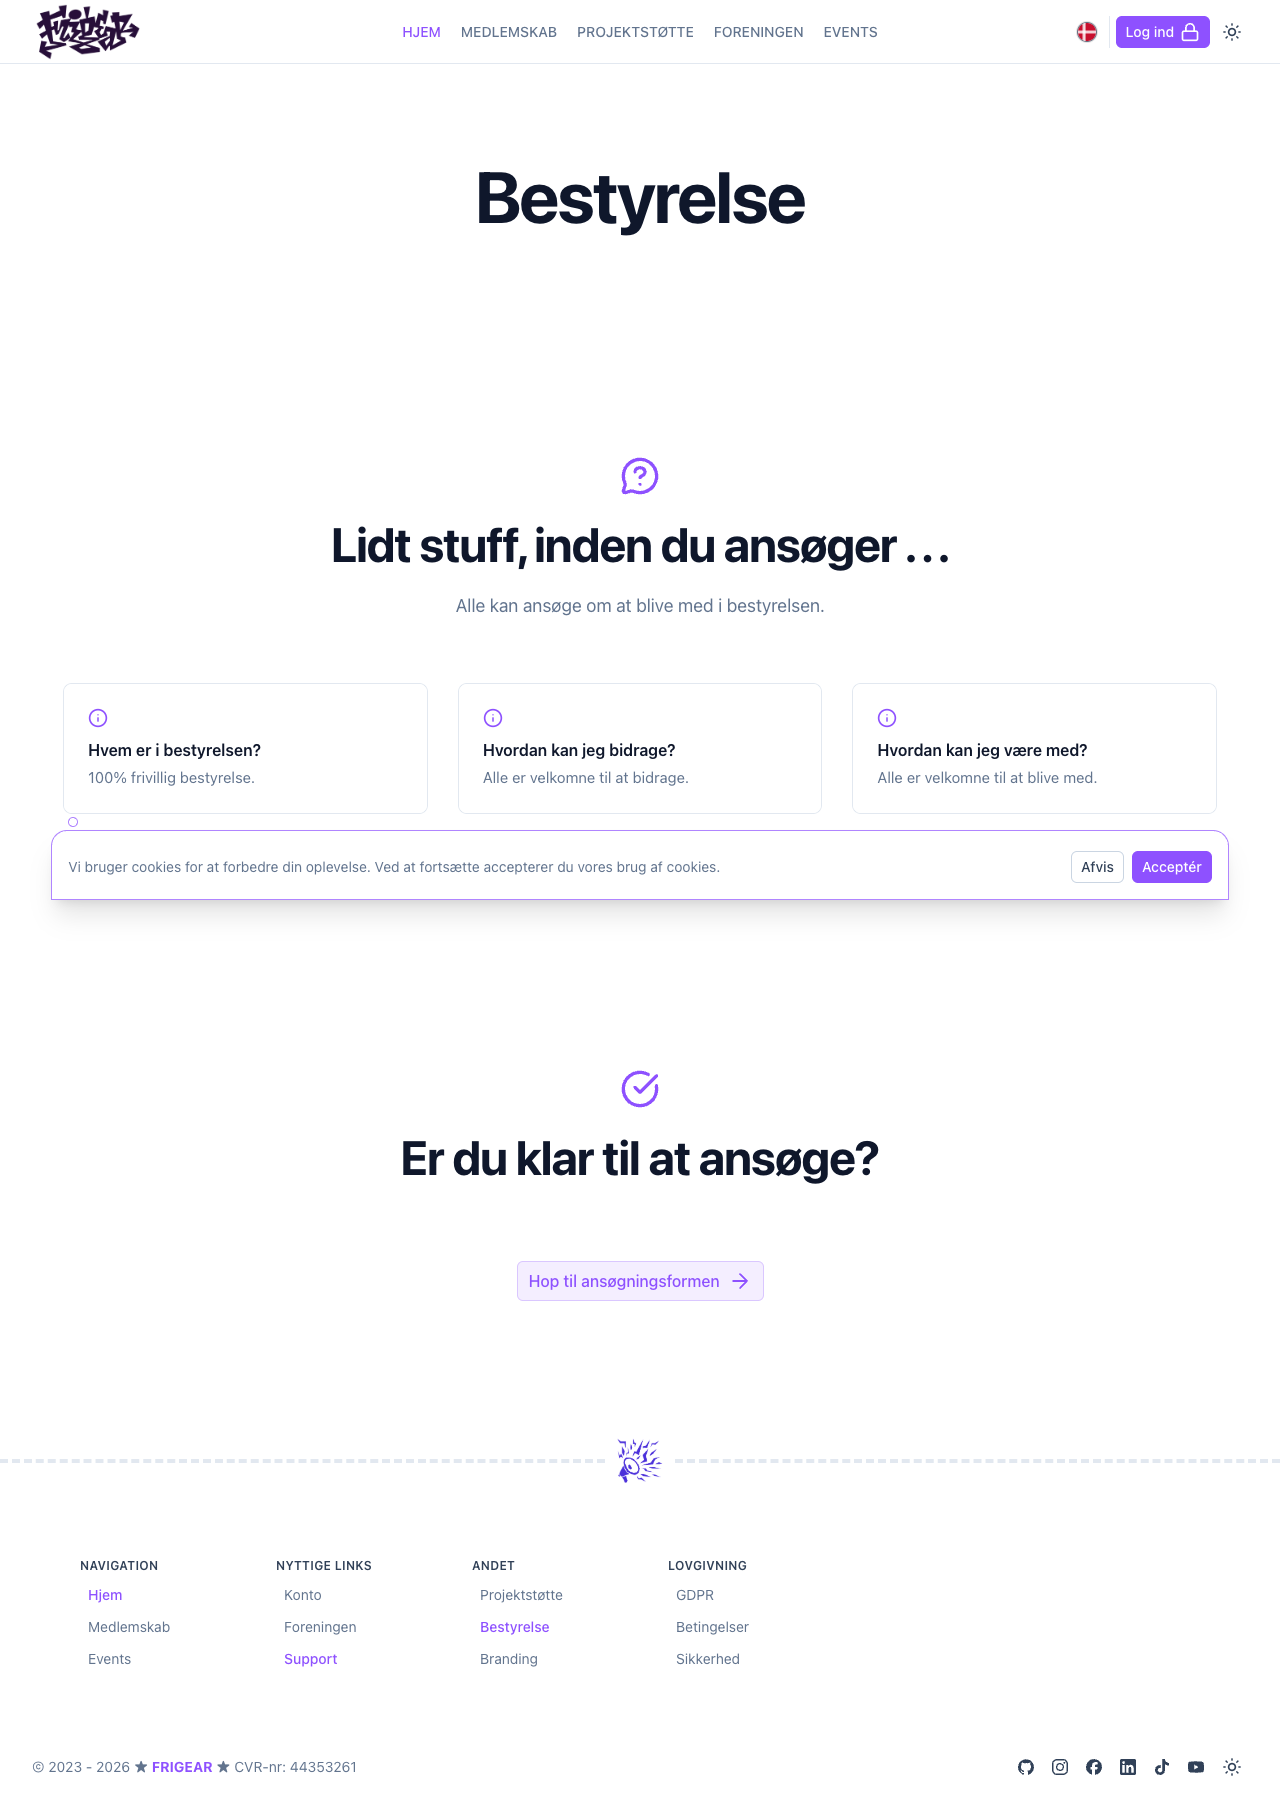 HJEM MEDLEMSKAB PROJEKTSTØTTE FORENINGEN EVENTS
Log ind
Bestyrelse
Lidt stuff, inden du ansøger . . .
Alle kan ansøge om at blive med i bestyrelsen.
Hvem er i bestyrelsen?
100% frivillig bestyrelse.
Hvordan kan jeg bidrage?
Alle er velkomne til at bidrage.
Hvordan kan jeg være med?
Alle er velkomne til at blive med.
Vi bruger cookies for at forbedre din oplevelse. Ved at fortsætte accepterer du vores brug af cookies.
Afvis
Acceptér
Er du klar til at ansøge?
Hop til ansøgningsformen
NAVIGATION
Hjem
Medlemskab
Events
NYTTIGE LINKS
Konto
Foreningen
Support
ANDET
Projektstøtte
Bestyrelse
Branding
LOVGIVNING
GDPR
Betingelser
Sikkerhed
© 2023 - 2026 ★ FRIGEAR ★ CVR-nr: 44353261